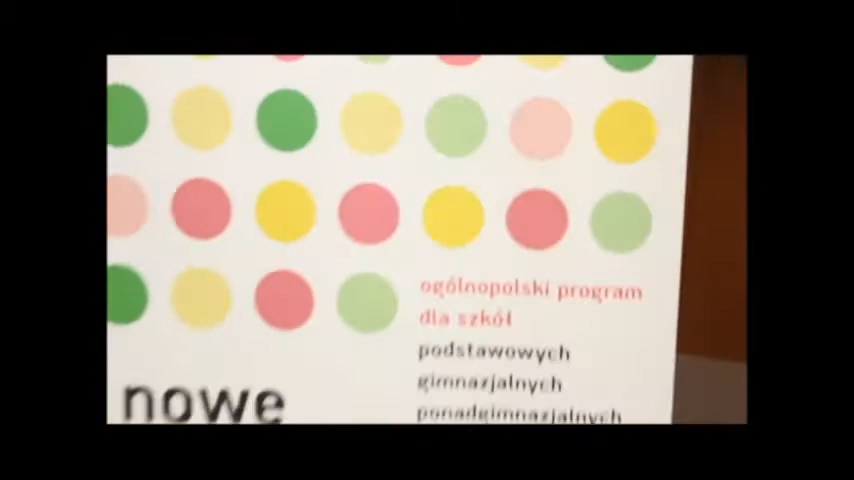 ogólnopolski program
dla szkół
podstawowych
gimnazjalnych
ponadgimnazjalnych
nowe